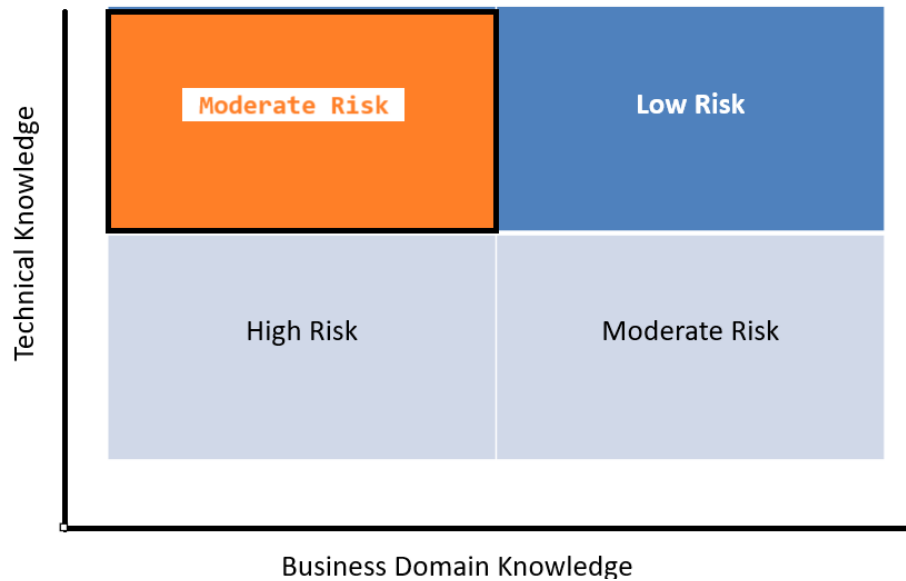 Technical Knowledge
Moderate Risk
Low Risk
High Risk
Moderate Risk
Business Domain Knowledge